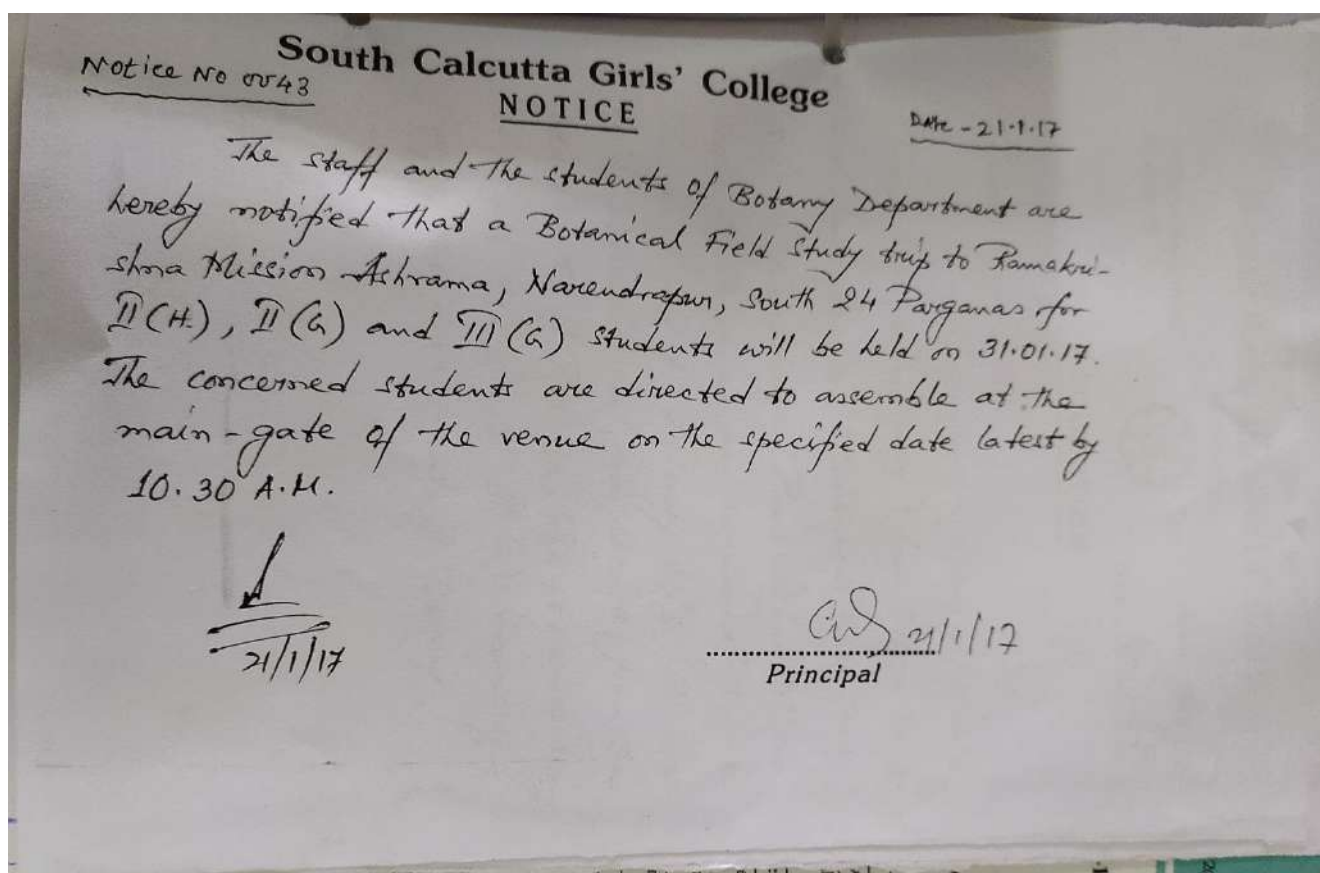 South Calcutta Girls' College
Notice No 0043
NOTICE
Date - 21.1.17
The staff and the students of Botany Department are
hereby notified that a Botanical Field Study trip to Ramakri-
shna Mission Ashrama, Narendrapur, South 24 Parganas for
II (H.), II (G) and III (G) students will be held on 31.01.17.
The concerned students are directed to assemble at the
main-gate of the venue on the specified date latest by
10.30 A.M.
21/1/17
21/1/17
Principal